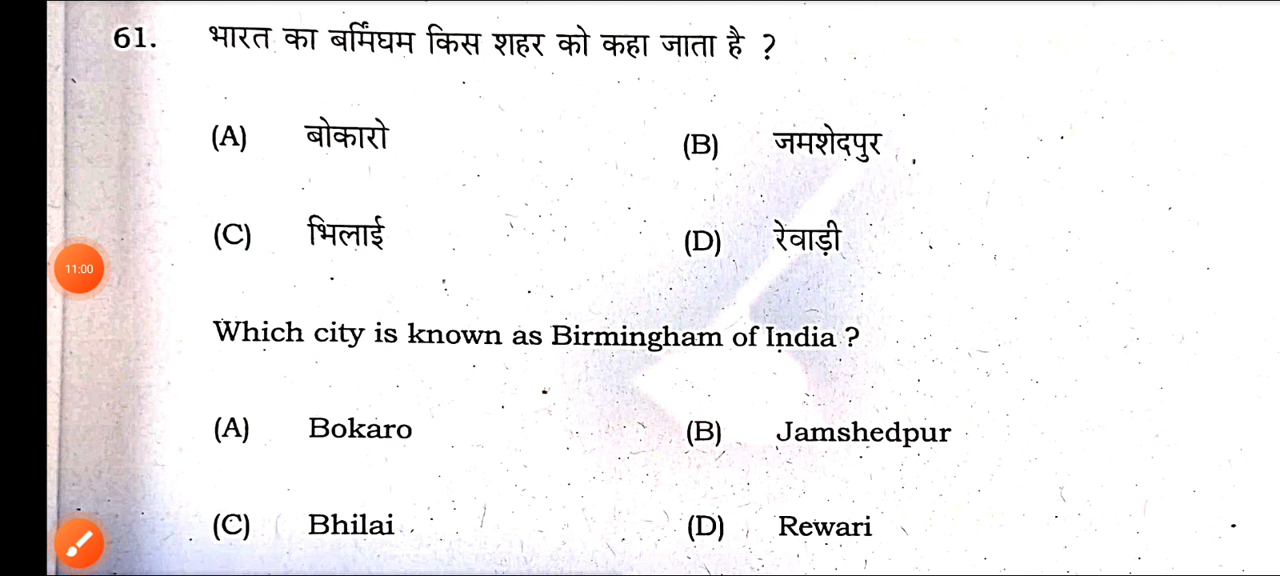 61. भारत का बर्मिंघम किस शहर को कहा जाता है ?
(A) बोकारो (B) जमशेदपुर
(C) भिलाई (D) रेवाड़ी
11:00
Which city is known as Birmingham of India ?
(A) Bokaro (B) Jamshedpur
(C) Bhilai (D) Rewari